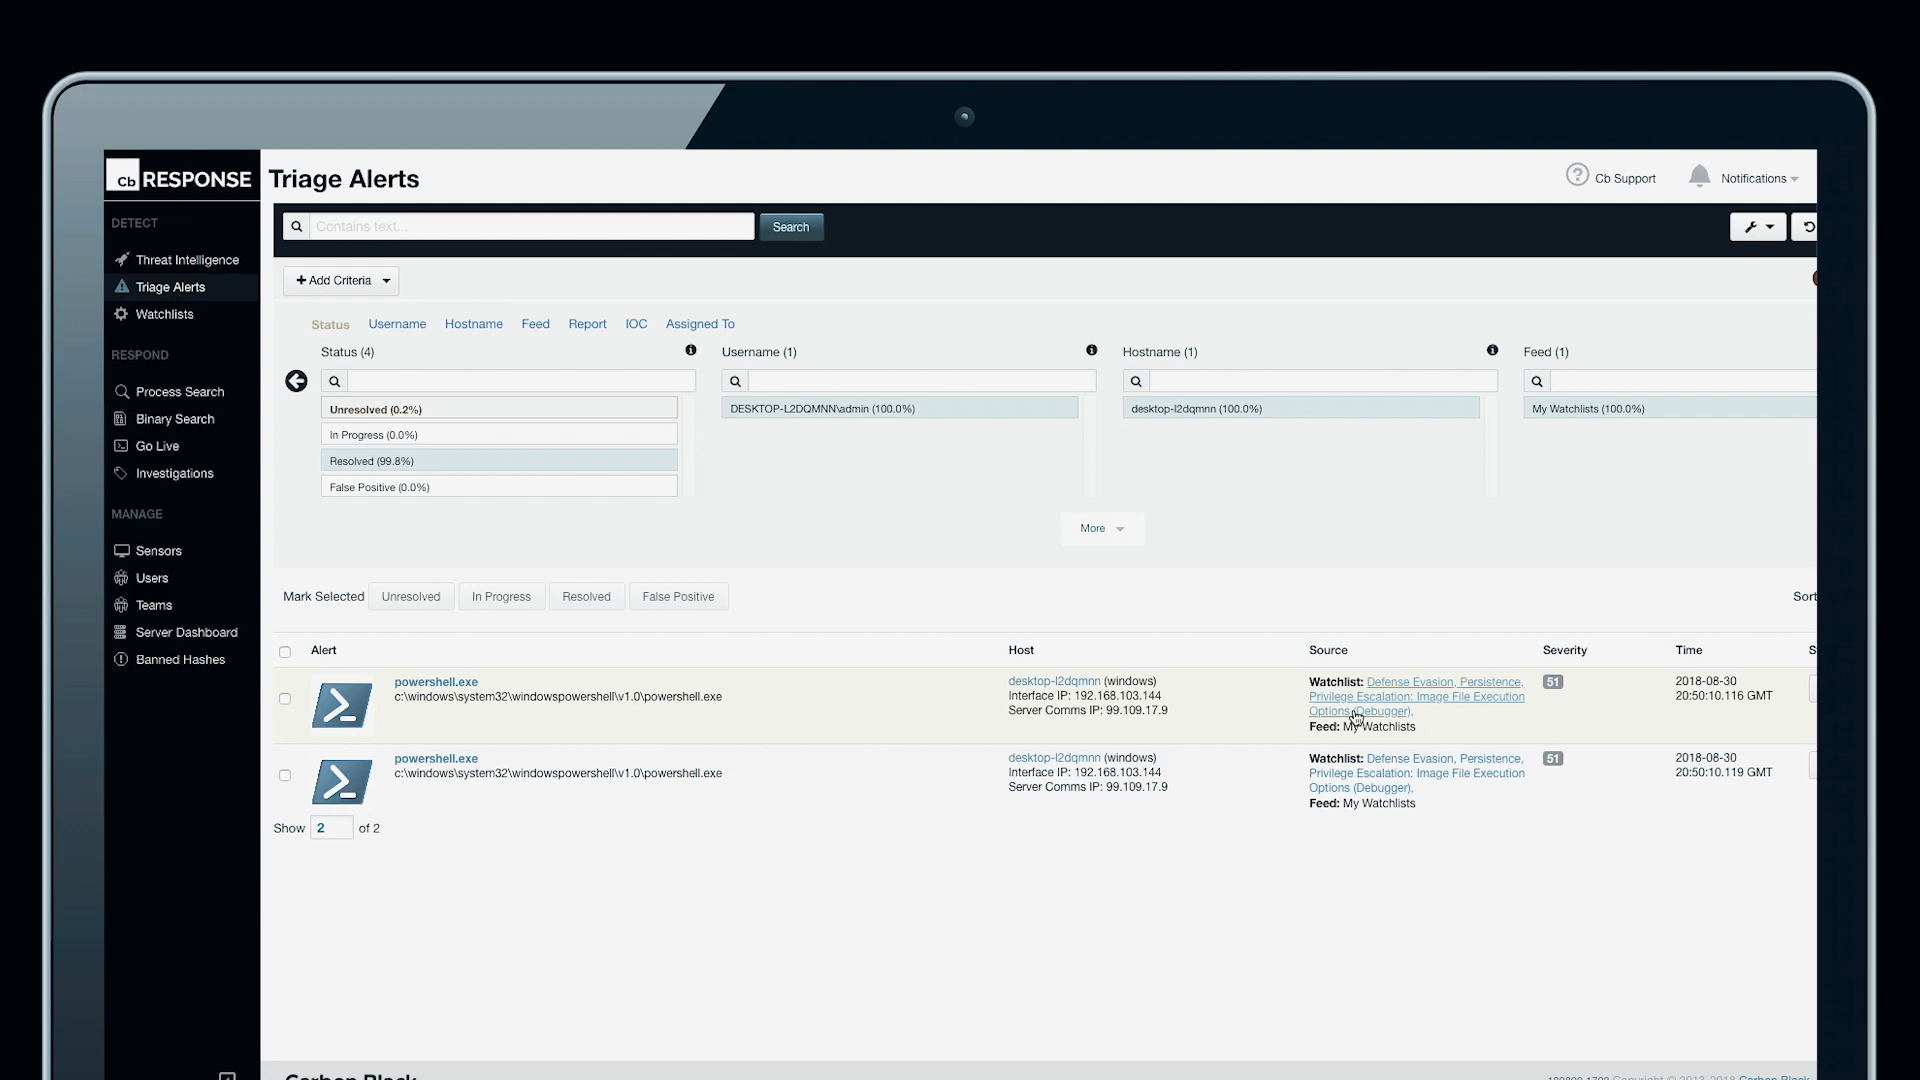 Cb RESPONSE
Triage Alerts
Cb Support
Notifications
DETECT
Threat Intelligence
Triage Alerts
Watchlists
RESPOND
Process Search
Binary Search
Go Live
Investigations
MANAGE
Sensors
Users
Teams
Server Dashboard
Banned Hashes
Contains text...
Search
+ Add Criteria
Status Username Hostname Feed Report IOC Assigned To
Status (4)
Unresolved (0.2%)
In Progress (0.0%)
Resolved (99.8%)
False Positive (0.0%)
Username (1)
DESKTOP-L2DQMNN\admin (100.0%)
Hostname (1)
desktop-l2dqmnn (100.0%)
Feed (1)
My Watchlists (100.0%)
More
Mark Selected Unresolved In Progress Resolved False Positive
Sort
Alert Host Source Severity Time S
powershell.exe
c:\windows\system32\windowspowershell\v1.0\powershell.exe
desktop-l2dqmnn (windows)
Interface IP: 192.168.103.144
Server Comms IP: 99.109.17.9
Watchlist: Defense Evasion, Persistence,
Privilege Escalation: Image File Execution
Options (Debugger),
Feed: My Watchlists
51
2018-08-30
20:50:10.116 GMT
powershell.exe
c:\windows\system32\windowspowershell\v1.0\powershell.exe
desktop-l2dqmnn (windows)
Interface IP: 192.168.103.144
Server Comms IP: 99.109.17.9
Watchlist: Defense Evasion, Persistence,
Privilege Escalation: Image File Execution
Options (Debugger),
Feed: My Watchlists
51
2018-08-30
20:50:10.119 GMT
Show 2 of 2
Carbon Black
Copyright © 2013-2018 Carbon Black